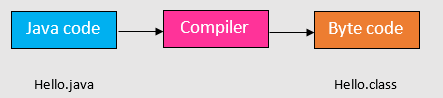 Java code
Compiler
Byte code
Hello.java
Hello.class